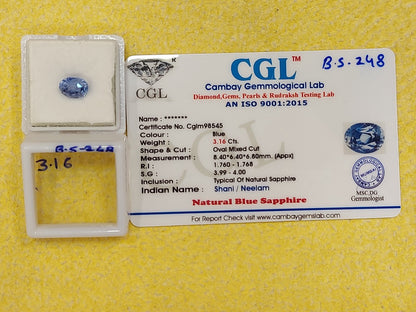 CGL™
B.S.248
Cambay Gemmological Lab
Diamond,Gems, Pearls & Rudraksh Testing Lab
AN ISO 9001:2015
K
CGL
Name : *******
Certificate No. Cglm98545
Colour : Blue
Weight : 3.16 Cts.
Shape & Cut : Oval Mixed Cut
Measurement : 8.40*6.40*6.60mm, (Appx)
R.I : 1.760 - 1.768
S.G : 3.99 - 4.00
Inclusion : Typical Of Natural Sapphire
Indian Name : Shani / Neelam
Natural Blue Sapphire
For Report Check Visit : www.cambaygemslab.com
MSC,DG
Gemmologist
B.S-248
3.16